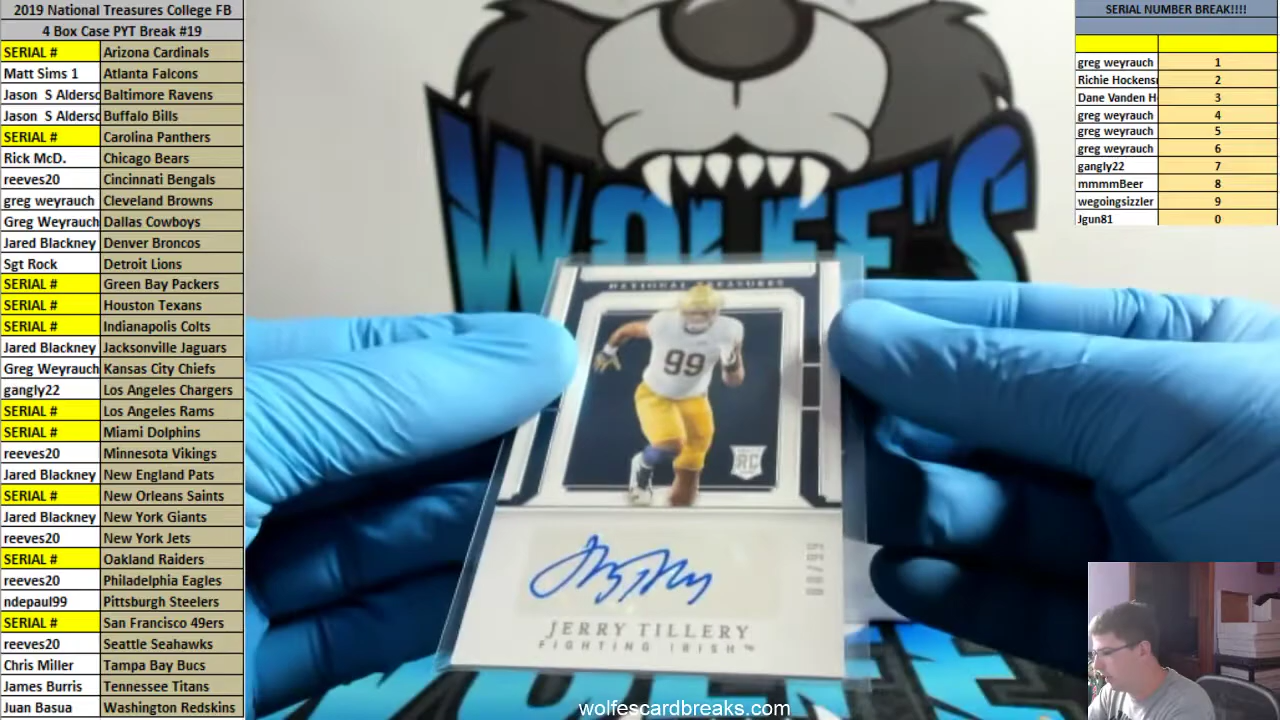 2019 National Treasures College FB
4 Box Case PYT Break #19
SERIAL # Arizona Cardinals
Matt Sims 1 Atlanta Falcons
Jason S Alderso Baltimore Ravens
Jason S Alderso Buffalo Bills
SERIAL # Carolina Panthers
Rick McD. Chicago Bears
reeves20 Cincinnati Bengals
greg weyrauch Cleveland Browns
Greg Weyrauch Dallas Cowboys
Jared Blackney Denver Broncos
Sgt Rock Detroit Lions
SERIAL # Green Bay Packers
SERIAL # Houston Texans
SERIAL # Indianapolis Colts
Jared Blackney Jacksonville Jaguars
Greg Weyrauch Kansas City Chiefs
gangly22 Los Angeles Chargers
SERIAL # Los Angeles Rams
SERIAL # Miami Dolphins
reeves20 Minnesota Vikings
Jared Blackney New England Pats
SERIAL # New Orleans Saints
Jared Blackney New York Giants
reeves20 New York Jets
SERIAL # Oakland Raiders
reeves20 Philadelphia Eagles
ndepaul99 Pittsburgh Steelers
SERIAL # San Francisco 49ers
reeves20 Seattle Seahawks
Chris Miller Tampa Bay Bucs
James Burris Tennessee Titans
Juan Basua Washington Redskins
WOLFE'S
NATIONAL TREASURES
99
RC
JERRY TILLERY
FIGHTING IRISH
wolfescardbreaks.com
SERIAL NUMBER BREAK!!!!
greg weyrauch 1
Richie Hockens 2
Dane Vanden H 3
greg weyrauch 4
greg weyrauch 5
greg weyrauch 6
gangly22 7
mmmmBeer 8
wegoingsizzler 9
Jgun81 0